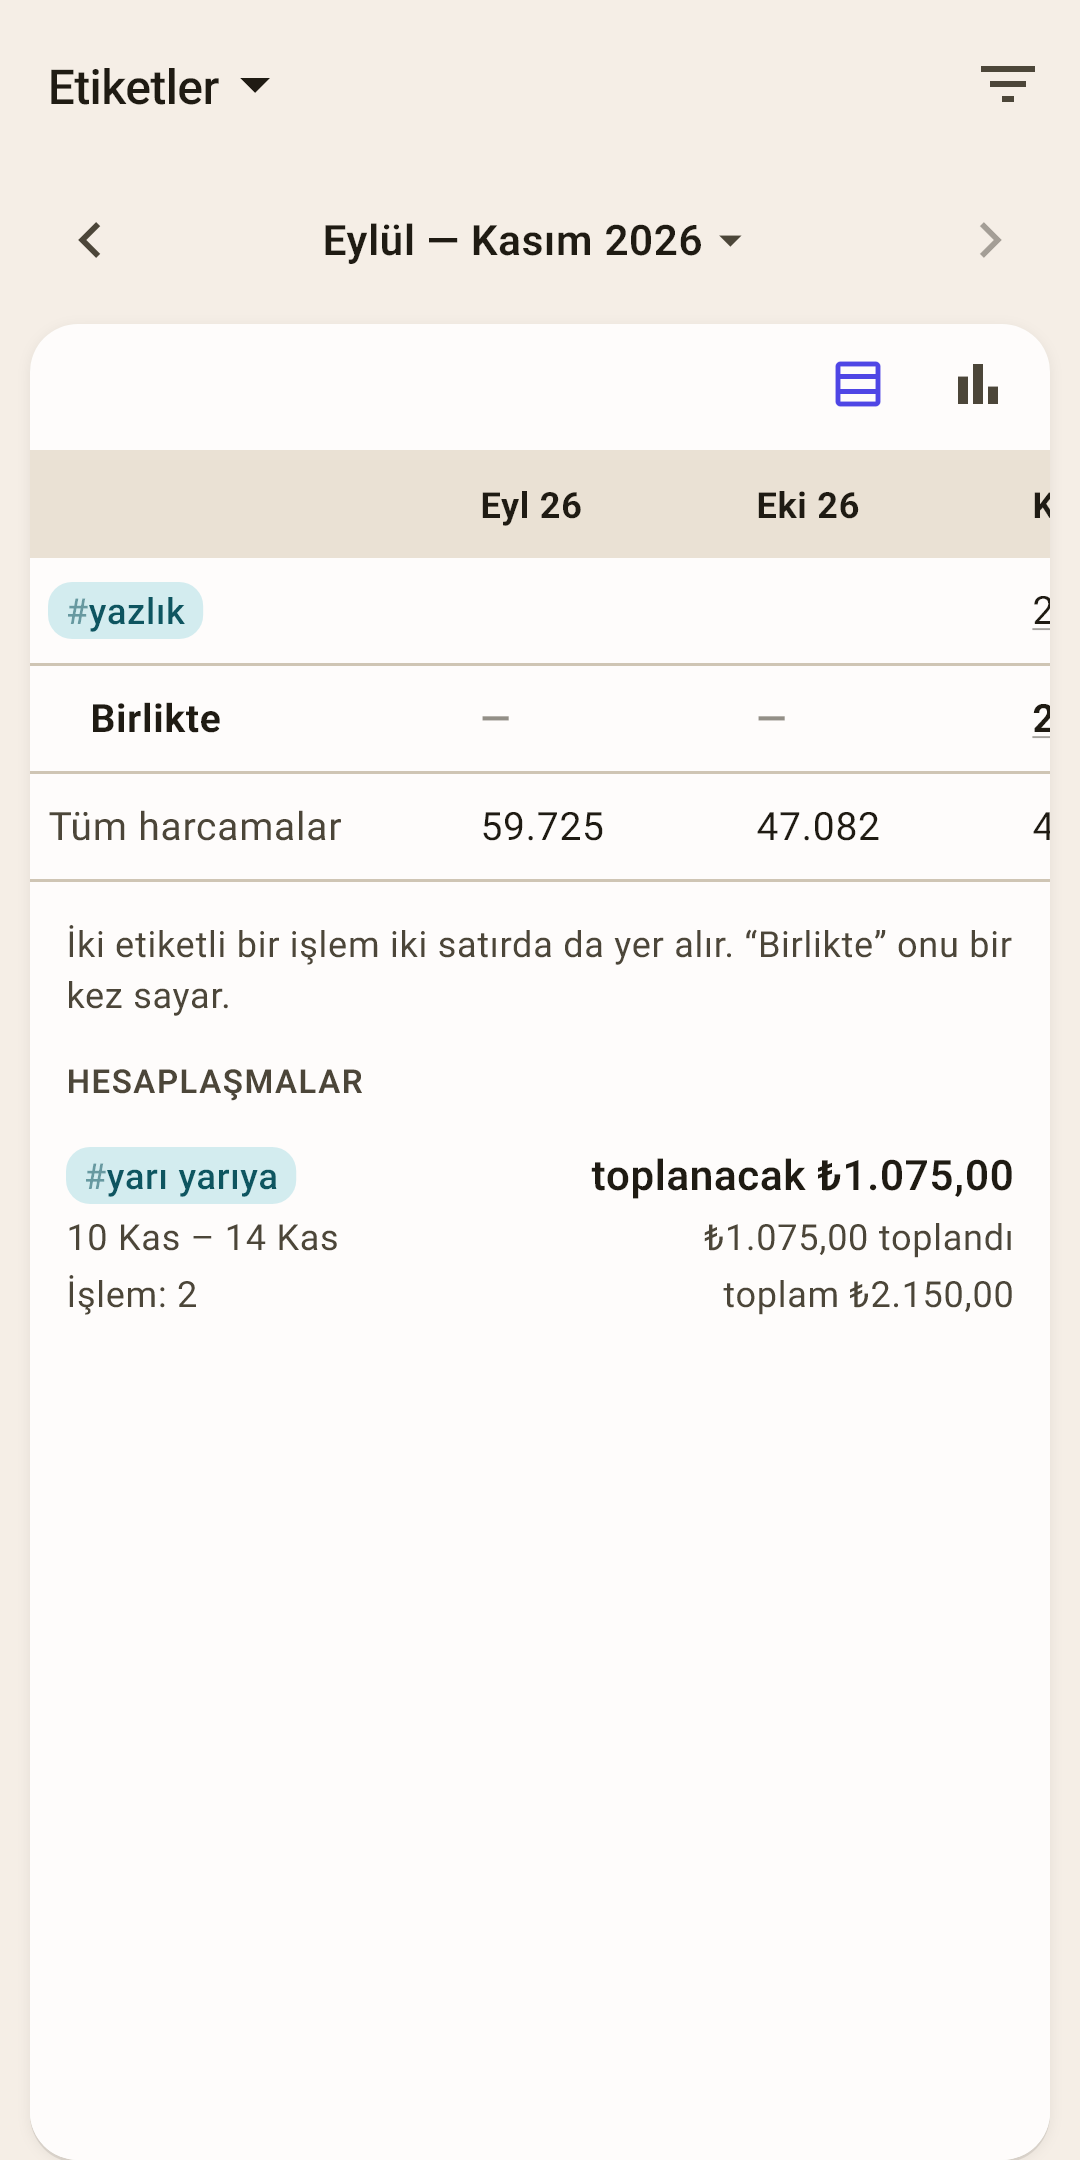 Etiketler
Eylül — Kasım 2026
Eyl 26 Eki 26
#yazlık
Birlikte — —
Tüm harcamalar 59.725 47.082
İki etiketli bir işlem iki satırda da yer alır. “Birlikte” onu bir
kez sayar.
HESAPLAŞMALAR
#yarı yarıya toplanacak ₺1.075,00
10 Kas – 14 Kas ₺1.075,00 toplandı
İşlem: 2 toplam ₺2.150,00